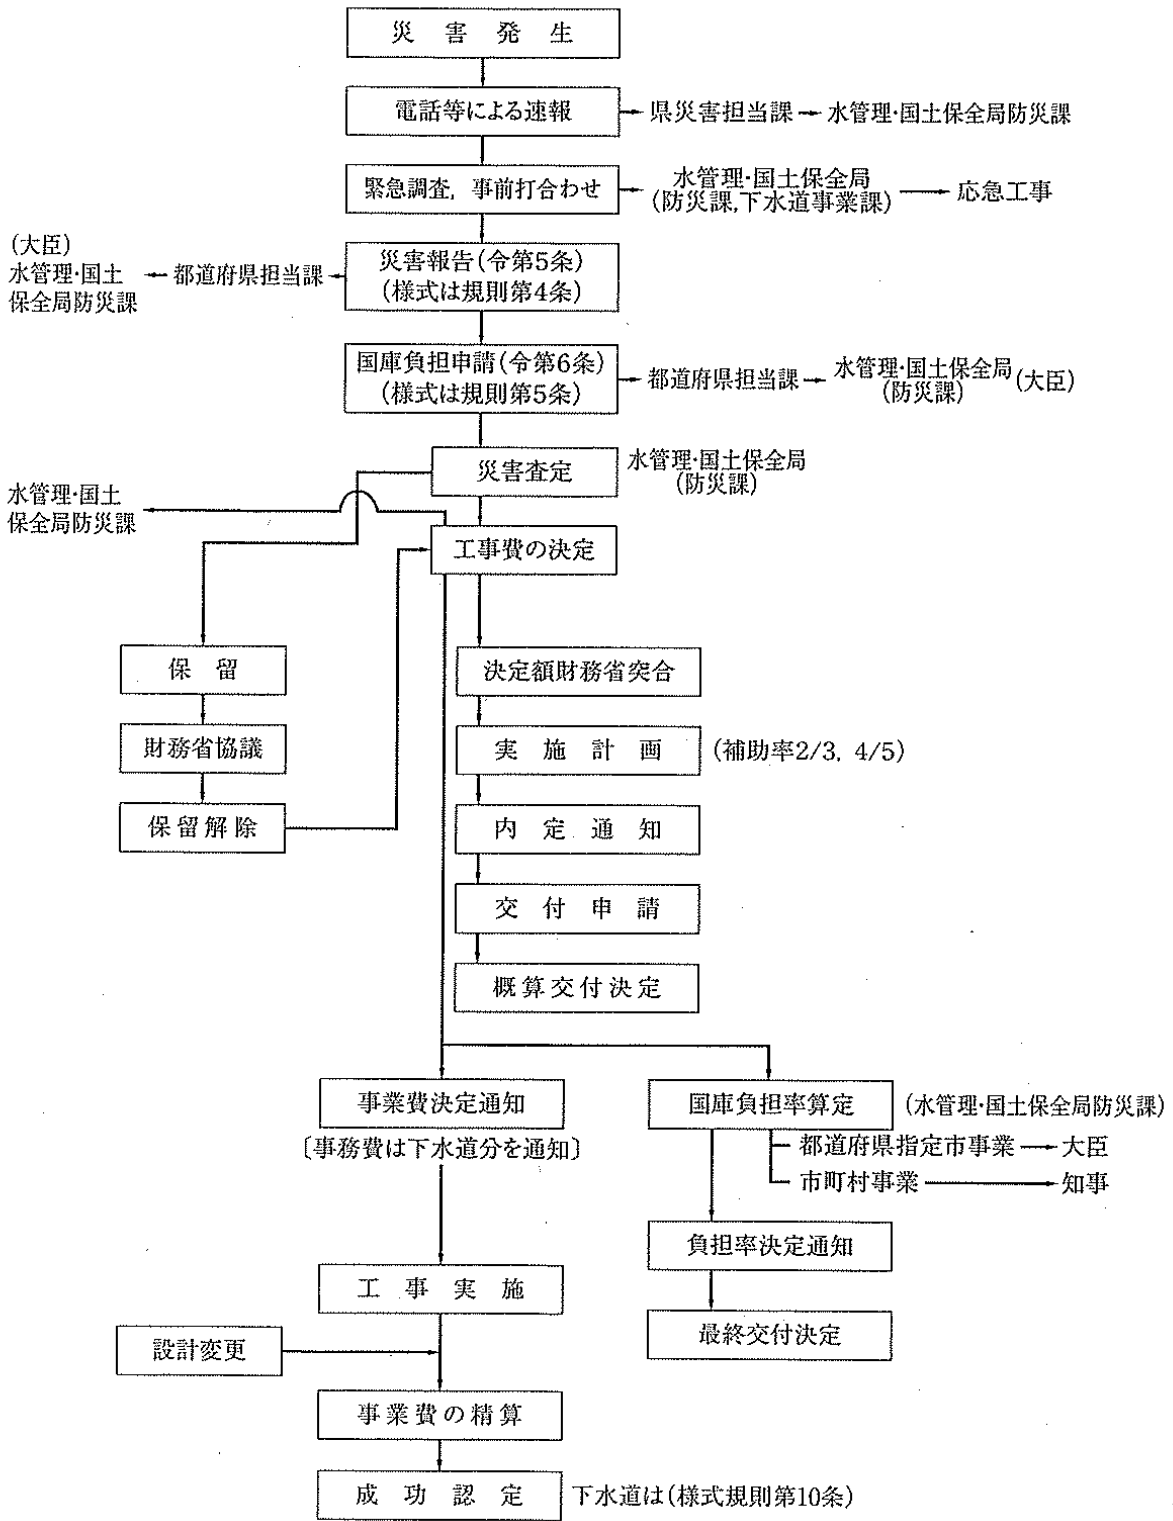 災害発生
電話等による速報
県災害担当課
水管理・国土保全局防災課
緊急調査，事前打合わせ
水管理・国土保全局
(防災課,下水道事業課)
応急工事
(大臣)
水管理・国土
保全局防災課
都道府県担当課
災害報告(令第5条)
(様式は規則第4条)
国庫負担申請(令第6条)
(様式は規則第5条)
都道府県担当課
水管理・国土保全局
(防災課)
(大臣)
災害査定
水管理・国土保全局
(防災課)
水管理・国土
保全局防災課
工事費の決定
保留
決定額財務省突合
財務省協議
実施計画
(補助率2/3, 4/5)
保留解除
内定通知
交付申請
概算交付決定
事業費決定通知
〔事務費は下水道分を通知〕
国庫負担率算定
(水管理・国土保全局防災課)
都道府県指定市事業
大臣
市町村事業
知事
負担率決定通知
工事実施
最終交付決定
設計変更
事業費の精算
成功認定
下水道は(様式規則第10条)